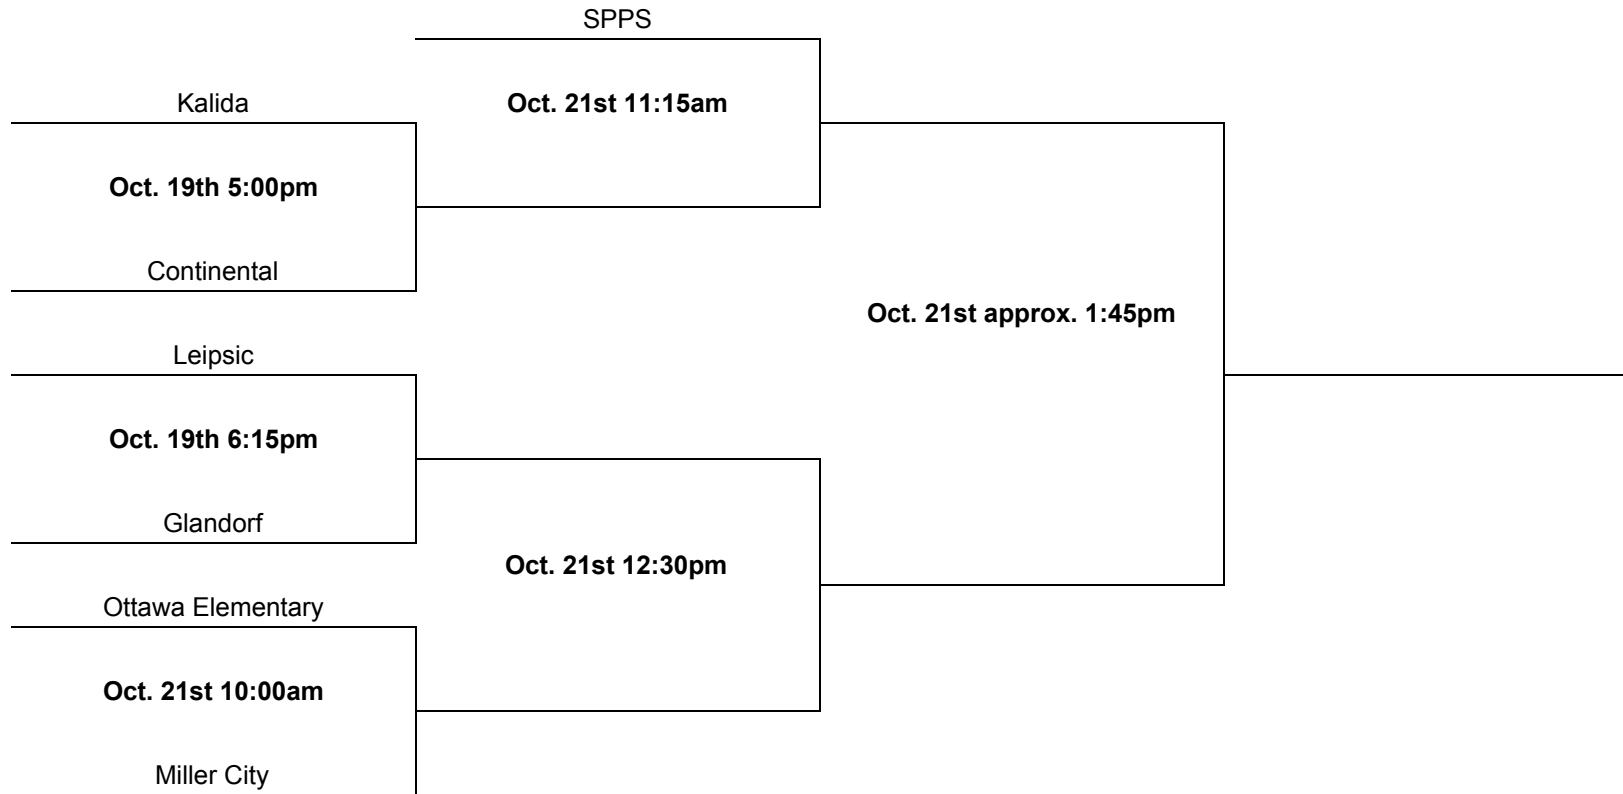 SPPS
Kalida
Oct. 21st 11:15am
Oct. 19th 5:00pm
Continental
Oct. 21st approx. 1:45pm
Leipsic
Oct. 19th 6:15pm
Glandorf
Oct. 21st 12:30pm
Ottawa Elementary
Oct. 21st 10:00am
Miller City